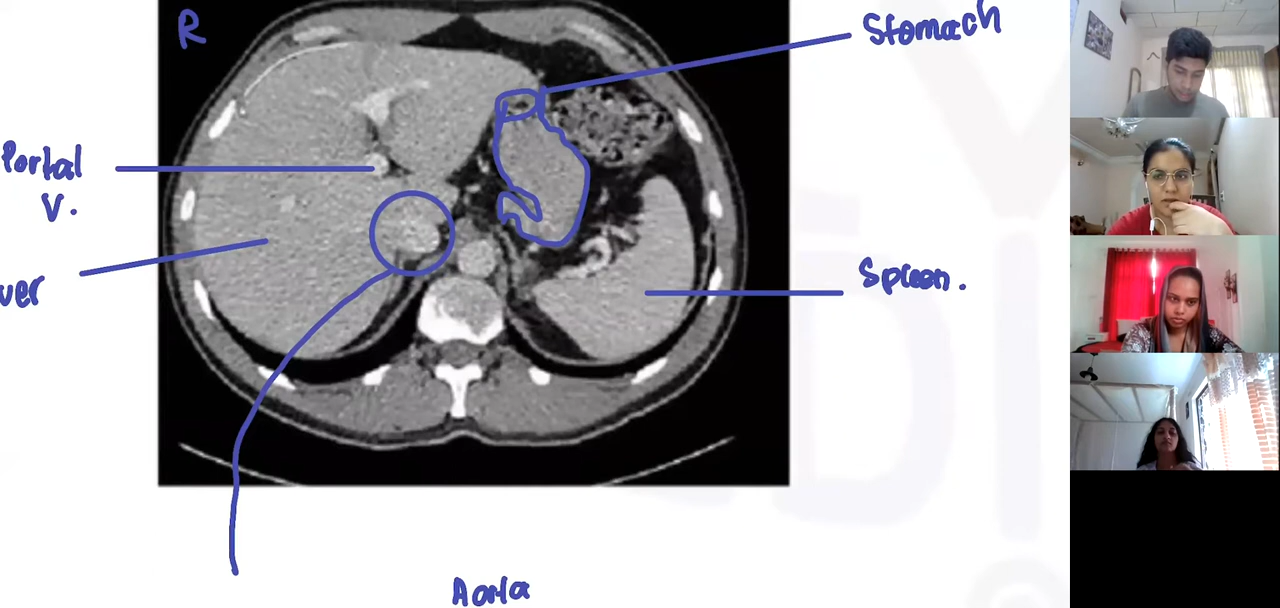 R
Stomach
Portal
V.
ver
Spleen.
Aorta